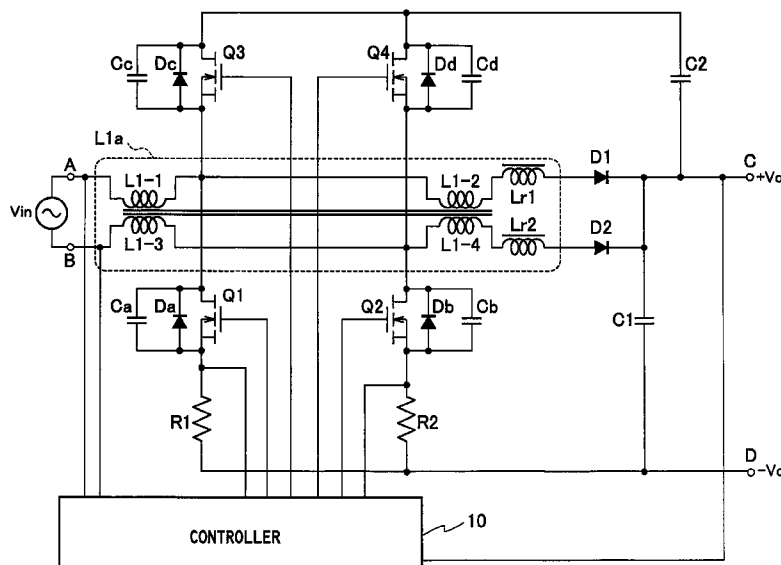 Cc Dc Q3 Q4 Dd Cd C2
L1a
A L1-1 L1-2 Lr1 D1 C +Vo
Vin
B L1-3 L1-4 Lr2 D2
Ca Da Q1 Q2 Db Cb C1
R1 R2
D -Vo
CONTROLLER 10